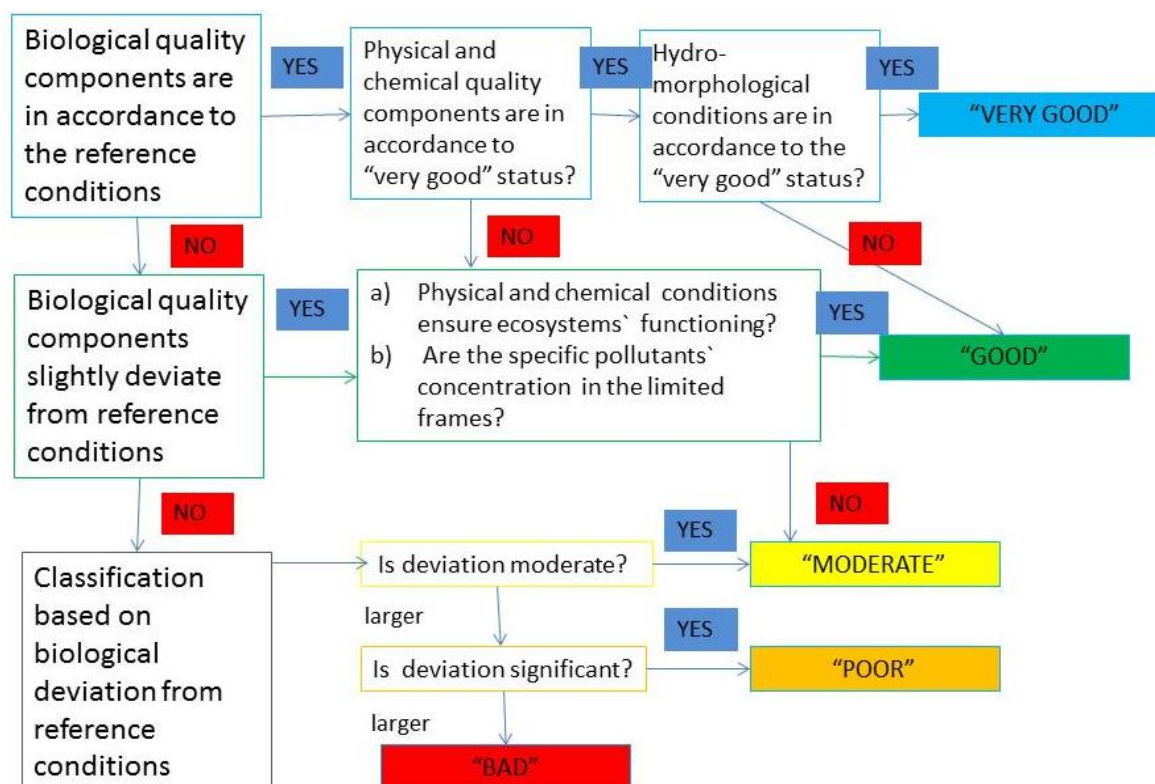 Biological quality
components are
in accordance to
the reference
conditions
YES
Physical and
chemical quality
components are in
accordance to
“very good” status?
YES
Hydro-
morphological
conditions are in
accordance to the
“very good” status?
YES
“VERY GOOD”
NO
NO
NO
Biological quality
components
slightly deviate
from reference
conditions
YES
a) Physical and chemical conditions
ensure ecosystems` functioning?
b) Are the specific pollutants`
concentration in the limited
frames?
YES
“GOOD”
NO
NO
Classification
based on
biological
deviation from
reference
conditions
Is deviation moderate?
YES
“MODERATE”
larger
Is deviation significant?
YES
“POOR”
larger
“BAD”